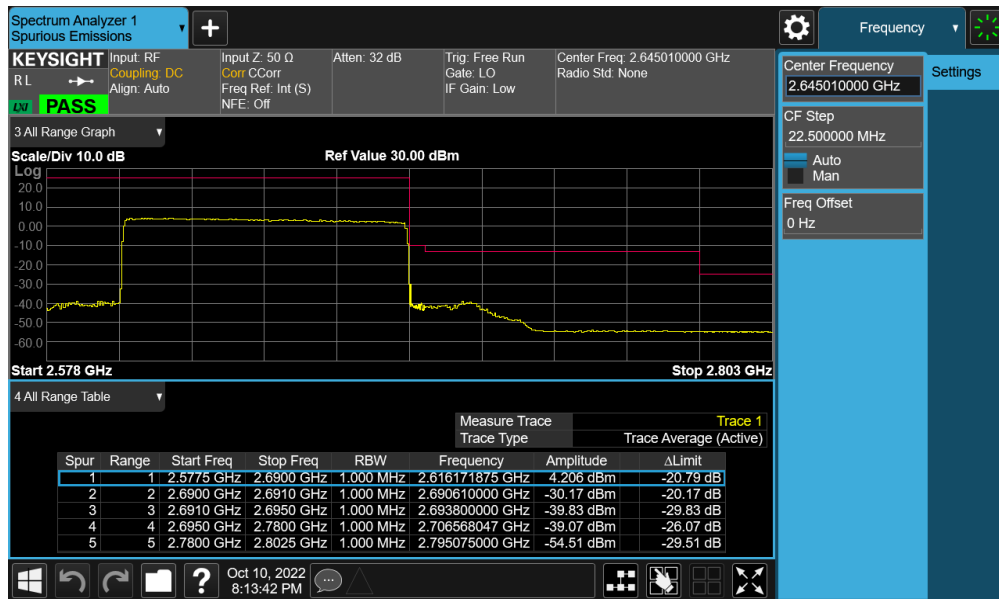 Spectrum Analyzer 1
Spurious Emissions
+
Frequency
KEYSIGHT
R L
LXI
PASS
Input: RF
Coupling: DC
Align: Auto
Input Z: 50 Ω
Corr CCorr
Freq Ref: Int (S)
NFE: Off
Atten: 32 dB
Trig: Free Run
Gate: LO
IF Gain: Low
Center Freq: 2.645010000 GHz
Radio Std: None
Center Frequency
2.645010000 GHz
Settings
CF Step
22.500000 MHz
Auto
Man
Freq Offset
0 Hz
3 All Range Graph
Scale/Div 10.0 dB
Ref Value 30.00 dBm
Log
20.0
10.0
0.00
-10.0
-20.0
-30.0
-40.0
-50.0
-60.0
Start 2.578 GHz
Stop 2.803 GHz
4 All Range Table
Measure Trace Trace 1
Trace Type Trace Average (Active)
Spur Range Start Freq Stop Freq RBW Frequency Amplitude ΔLimit
1 1 2.5775 GHz 2.6900 GHz 1.000 MHz 2.616171875 GHz 4.206 dBm -20.79 dB
2 2 2.6900 GHz 2.6910 GHz 1.000 MHz 2.690610000 GHz -30.17 dBm -20.17 dB
3 3 2.6910 GHz 2.6950 GHz 1.000 MHz 2.693800000 GHz -39.83 dBm -29.83 dB
4 4 2.6950 GHz 2.7800 GHz 1.000 MHz 2.706568047 GHz -39.07 dBm -26.07 dB
5 5 2.7800 GHz 2.8025 GHz 1.000 MHz 2.795075000 GHz -54.51 dBm -29.51 dB
?
Oct 10, 2022
8:13:42 PM